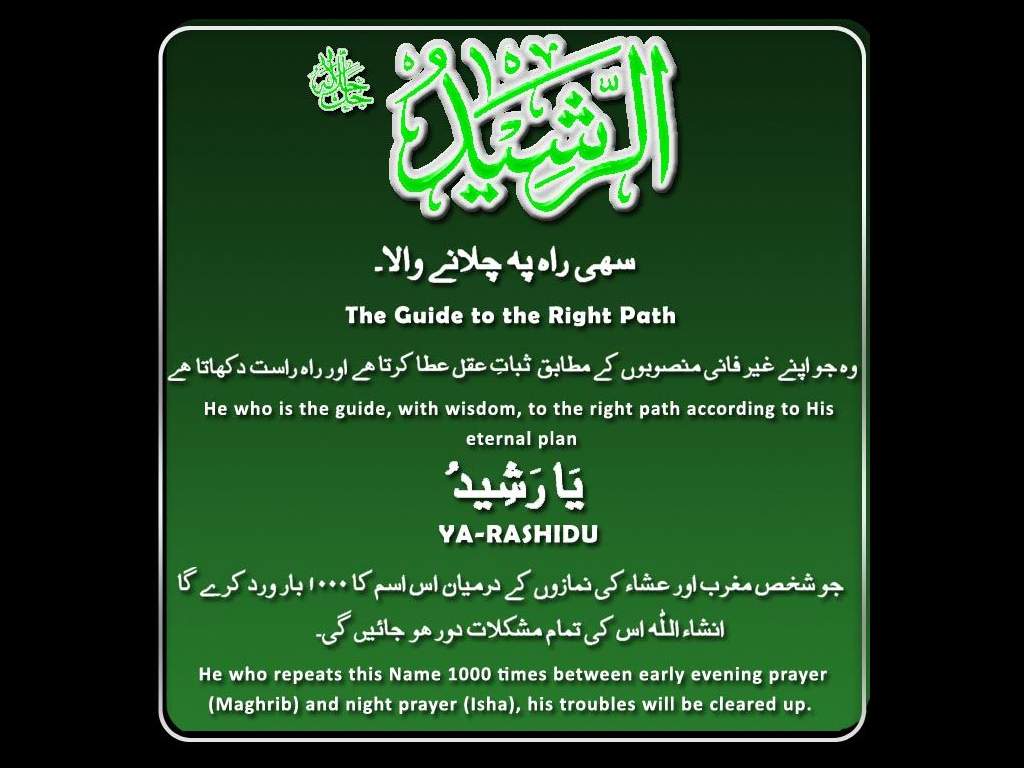 الرَّشِيدُ
جل جلالہ
سھی راہ پہ چلانے والا۔
The Guide to the Right Path
وہ جو اپنے غیر فانی منصوبوں کے مطابق ثباتِ عقل عطا کرتا ھے اور راہ راست دکھاتا ھے
He who is the guide, with wisdom, to the right path according to His
eternal plan
يَا رَشِيدُ
YA-RASHIDU
جو شخص مغرب اور عشاء کی نمازوں کے درمیان اس اسم کا ۱۰۰۰ بار ورد کرے گا
انشاءاللہ اس کی تمام مشکلات دور ھو جائیں گی۔
He who repeats this Name 1000 times between early evening prayer
(Maghrib) and night prayer (Isha), his troubles will be cleared up.